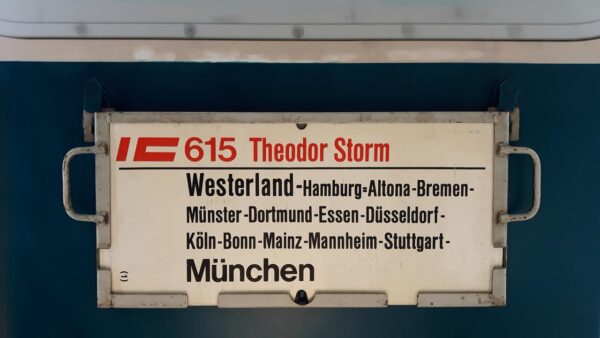 IC 615 Theodor Storm
Westerland-Hamburg-Altona-Bremen-
Münster-Dortmund-Essen-Düsseldorf-
Köln-Bonn-Mainz-Mannheim-Stuttgart-
München